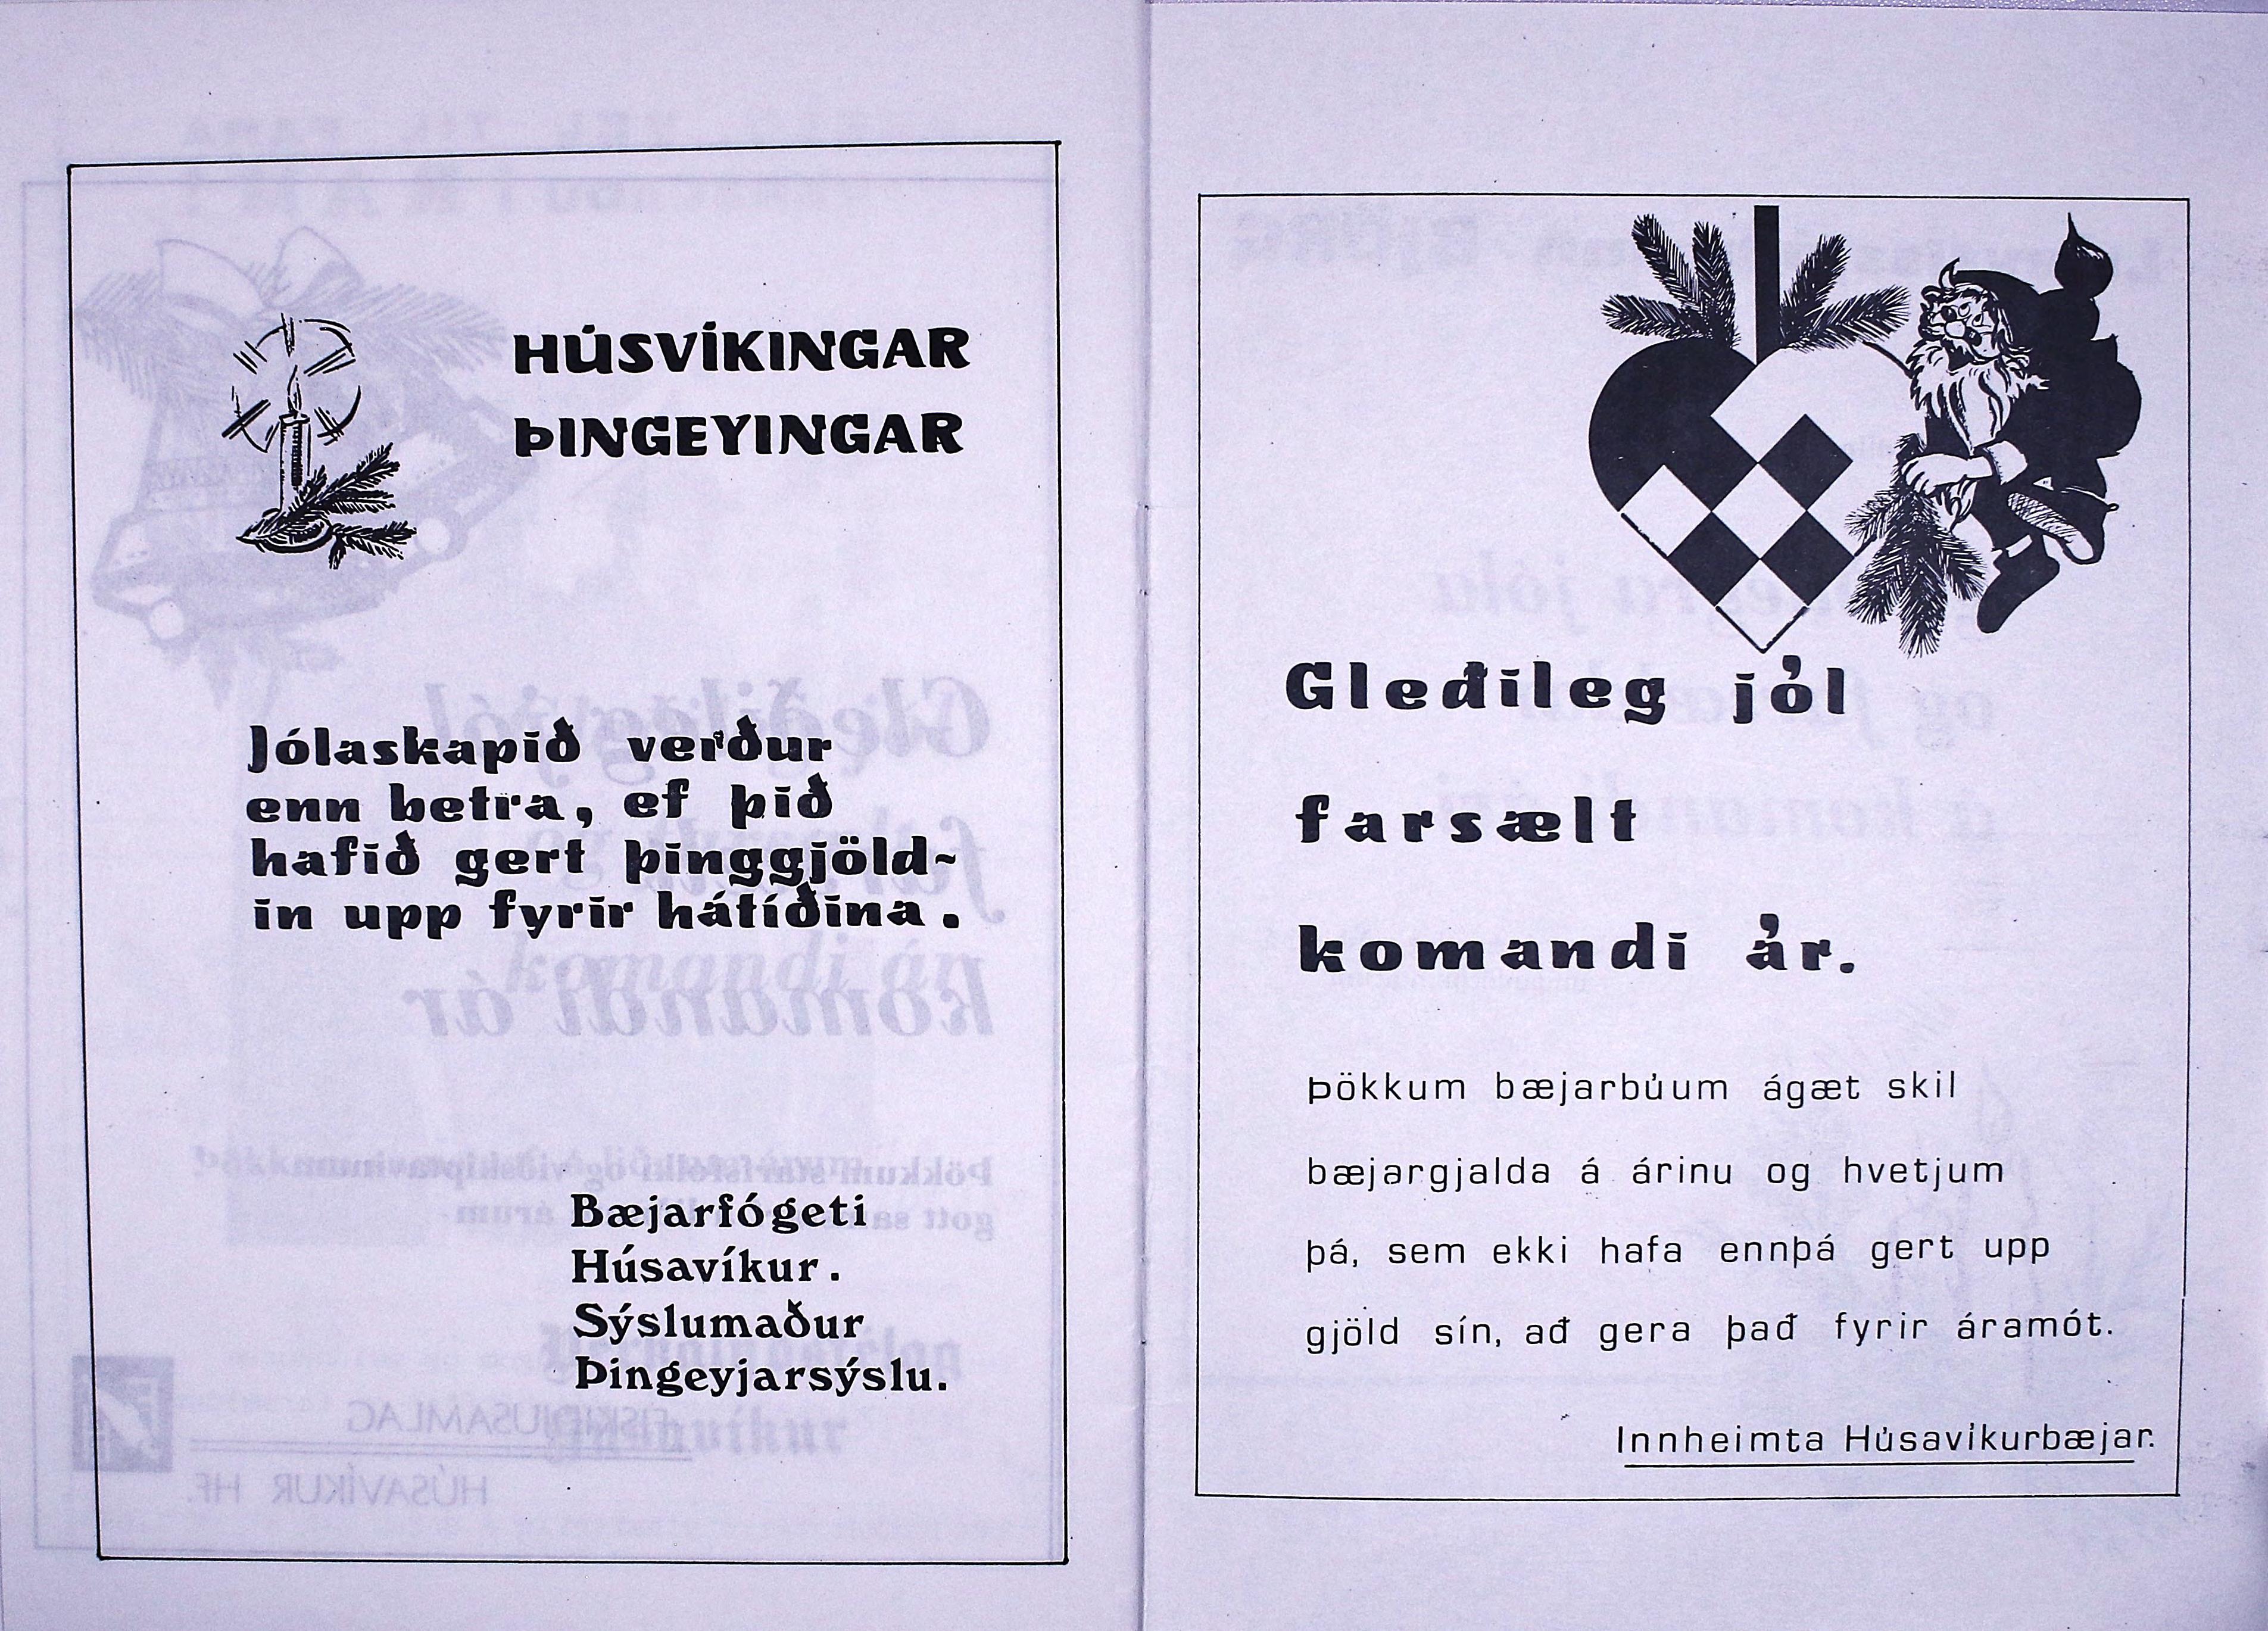 HÚSVÍKINGAR
ÞINGEYINGAR
Jólaskapið verður
enn betra, ef þið
hafið gert þinggjöld~
in upp fyrir hátíðina.
Bæjarfógeti
Húsavíkur.
Sýslumaður
Þingeyjarsýslu.
Gleðileg jól
farsælt
komandi ár.
Þökkum bæjarbúum ágæt skil
bæjargjalda á árinu og hvetjum
þá, sem ekki hafa ennþá gert upp
gjöld sín, að gera það fyrir áramót.
Innheimta Húsavíkurbæjar.